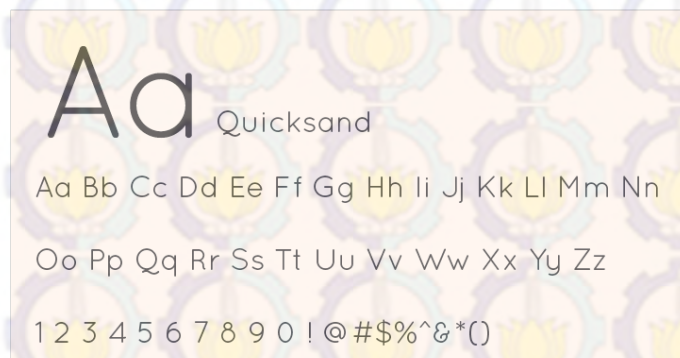 Aa Quicksand
Aa Bb Cc Dd Ee Ff Gg Hh Ii Jj Kk Ll Mm Nn
Oo Pp Qq Rr Ss Tt Uu Vv Ww Xx Yy Zz
1 2 3 4 5 6 7 8 9 0 ! @ # $ % ^ & * ( )